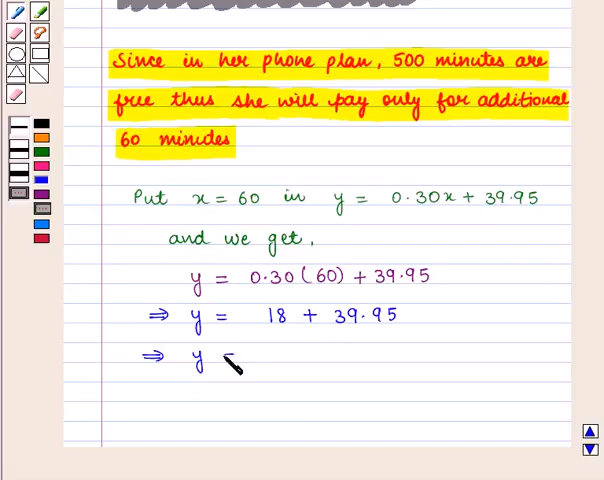 Since in her phone plan, 500 minutes are
free thus she will pay only for additional
60 minutes
Put x = 60 in y = 0.30x + 39.95
and we get,
y = 0.30(60) + 39.95
⇒ y = 18 + 39.95
⇒ y =